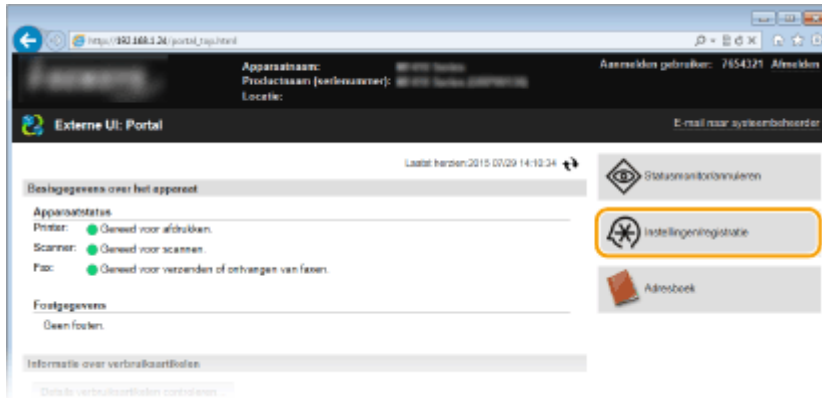 http://192.168.1.24/portal_top.html
Apparaatnaam:
Productnaam (serienummer):
Locatie:
Aanmelden gebruiker: 7654321 Afmelden
Externe UI: Portal
E-mail naar systeembeheerder
Laatst herzien:2015 07/29 14:10:34
Statusmonitor/annuleren
Basisgegevens over het apparaat
Apparaatstatus
Printer: Gereed voor afdrukken.
Scanner: Gereed voor scannen.
Fax: Gereed voor verzenden of ontvangen van faxen.
Instellingen/registratie
Adresboek
Foutgegevens
Geen fouten.
Informatie over verbruiksartikelen
Details verbruiksartikelen controleren...